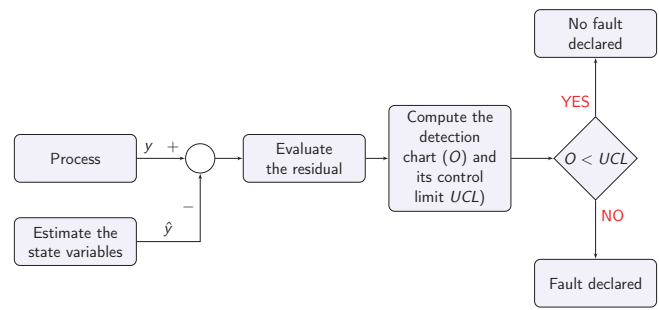 No fault
declared
YES
Process
y +
Evaluate
the residual
Compute the
detection
chart (O) and
its control
limit UCL)
O < UCL
−
Estimate the
state variables
ŷ
NO
Fault declared